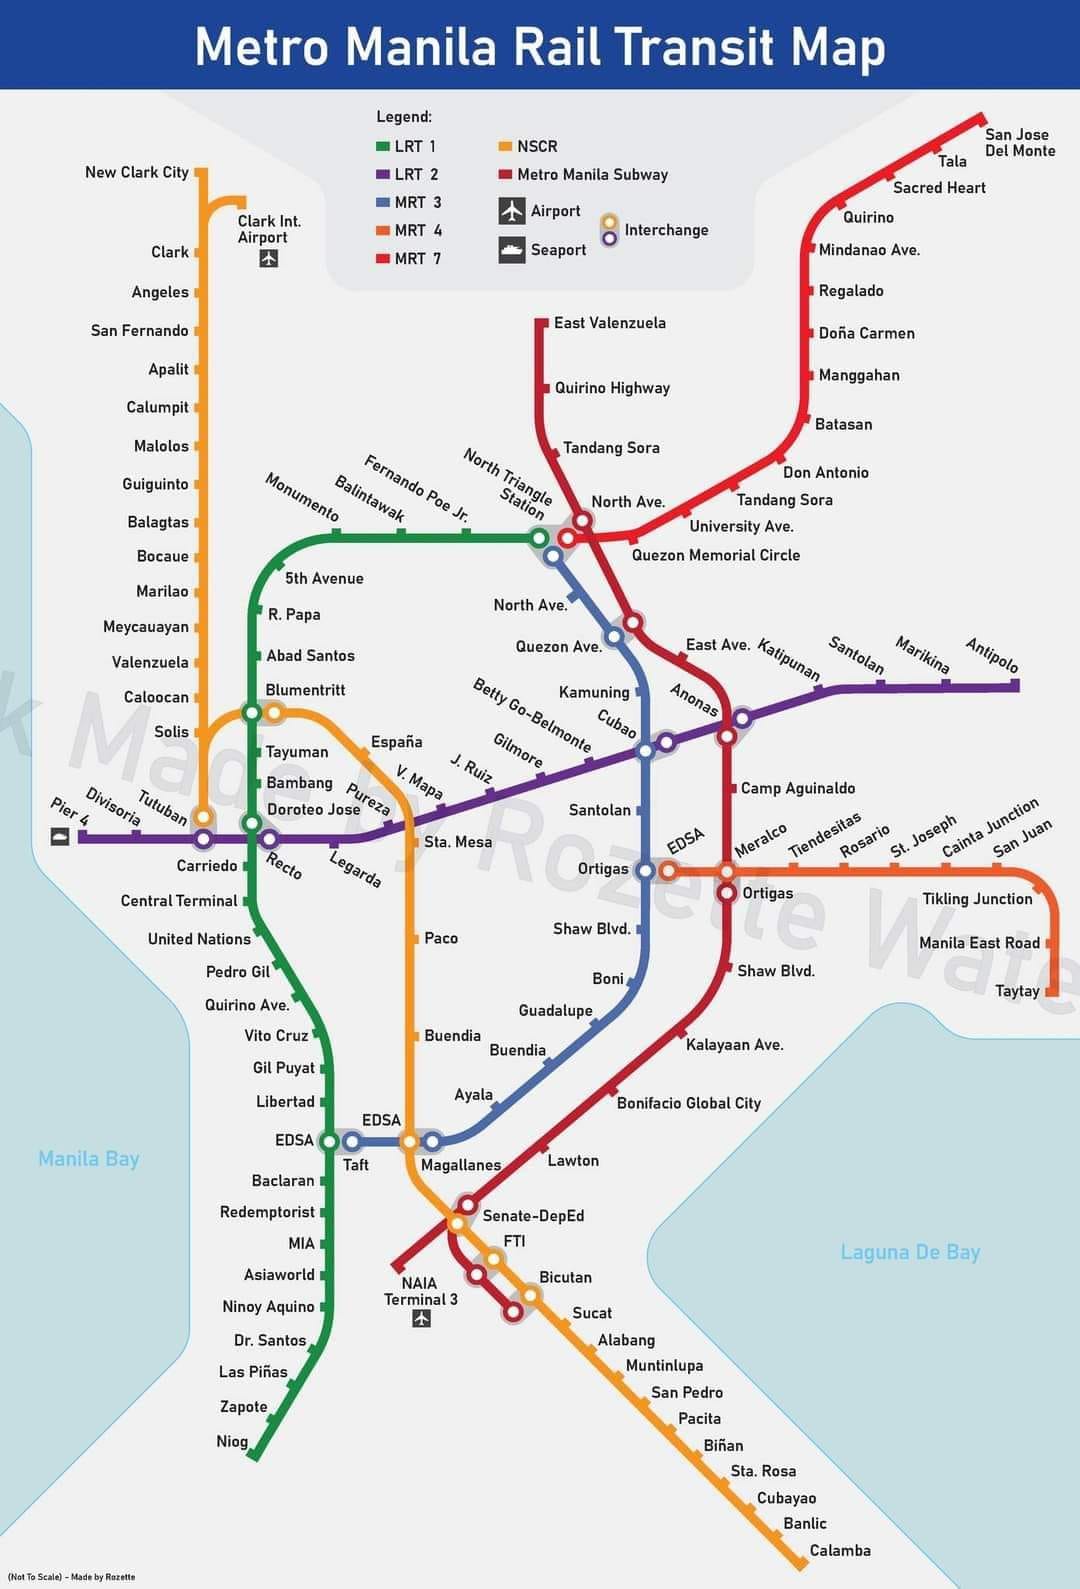 Metro Manila Rail Transit Map
Legend:
LRT 1
LRT 2
MRT 3
MRT 4
MRT 7
NSCR
Metro Manila Subway
Airport
Seaport
Interchange
New Clark City
Clark Int.
Airport
Clark
Angeles
San Fernando
Apalit
Calumpit
Malolos
Guiguinto
Balagtas
Bocaue
Marilao
Meycauayan
Valenzuela
Caloocan
Solis
Tutuban
Divisoria
Pier 4
San Jose
Del Monte
Tala
Sacred Heart
Quirino
Mindanao Ave.
Regalado
Doña Carmen
Manggahan
Batasan
Don Antonio
Tandang Sora
University Ave.
Quezon Memorial Circle
East Valenzuela
Quirino Highway
Tandang Sora
North Ave.
North Triangle
Station
Fernando Poe Jr.
Balintawak
Monumento
5th Avenue
R. Papa
Abad Santos
Blumentritt
Tayuman
Bambang
Doroteo Jose
Recto
Legarda
Pureza
V. Mapa
J. Ruiz
Gilmore
Betty Go-Belmonte
Cubao
Anonas
Katipunan
Santolan
Marikina
Antipolo
North Ave.
Quezon Ave.
Kamuning
East Ave.
España
Sta. Mesa
Paco
Buendia
EDSA
Magallanes
Santolan
Ortigas
Shaw Blvd.
Boni
Guadalupe
Buendia
Ayala
Taft
Camp Aguinaldo
EDSA
Meralco
Tiendesitas
Rosario
St. Joseph
Cainta Junction
San Juan
Tikling Junction
Manila East Road
Taytay
Ortigas
Shaw Blvd.
Kalayaan Ave.
Bonifacio Global City
Lawton
Senate-DepEd
FTI
Bicutan
NAIA
Terminal 3
Carriedo
Central Terminal
United Nations
Pedro Gil
Quirino Ave.
Vito Cruz
Gil Puyat
Libertad
EDSA
Baclaran
Redemptorist
MIA
Asiaworld
Ninoy Aquino
Dr. Santos
Las Piñas
Zapote
Niog
Sucat
Alabang
Muntinlupa
San Pedro
Pacita
Biñan
Sta. Rosa
Cubayao
Banlic
Calamba
Manila Bay
Laguna De Bay
Made by Rozette
(Not To Scale) - Made by Rozette